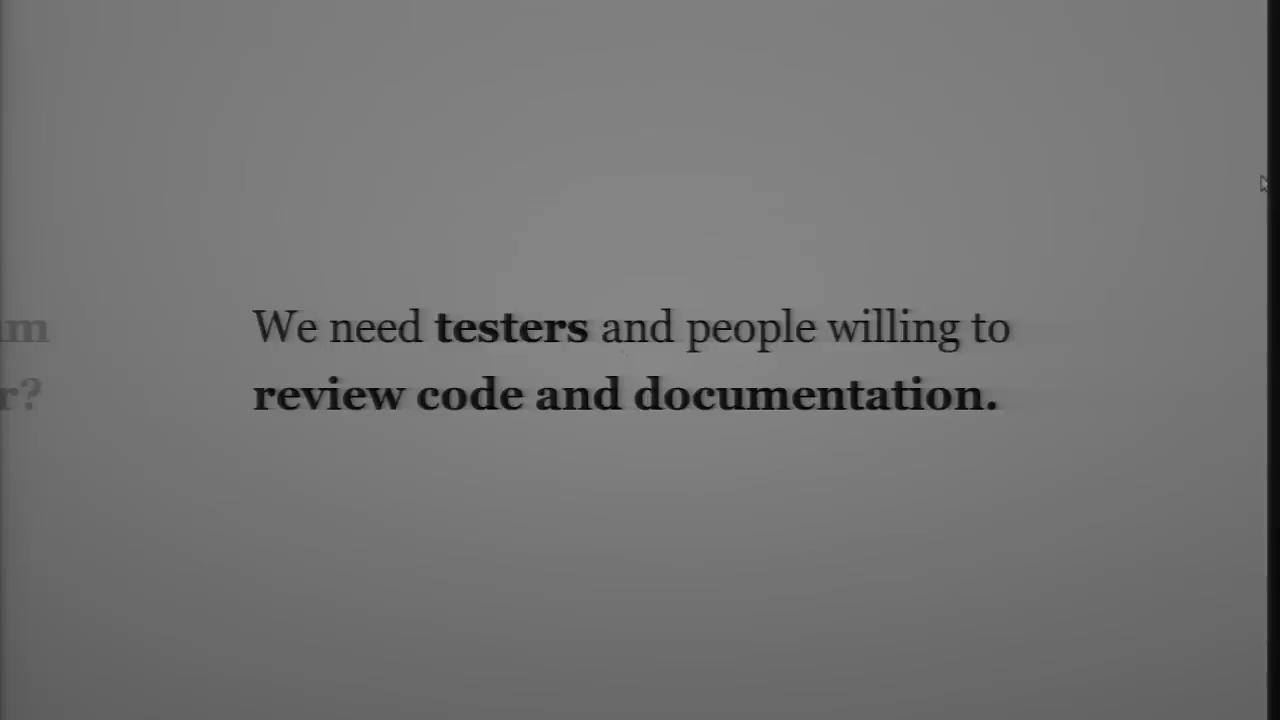 We need testers and people willing to
review code and documentation.